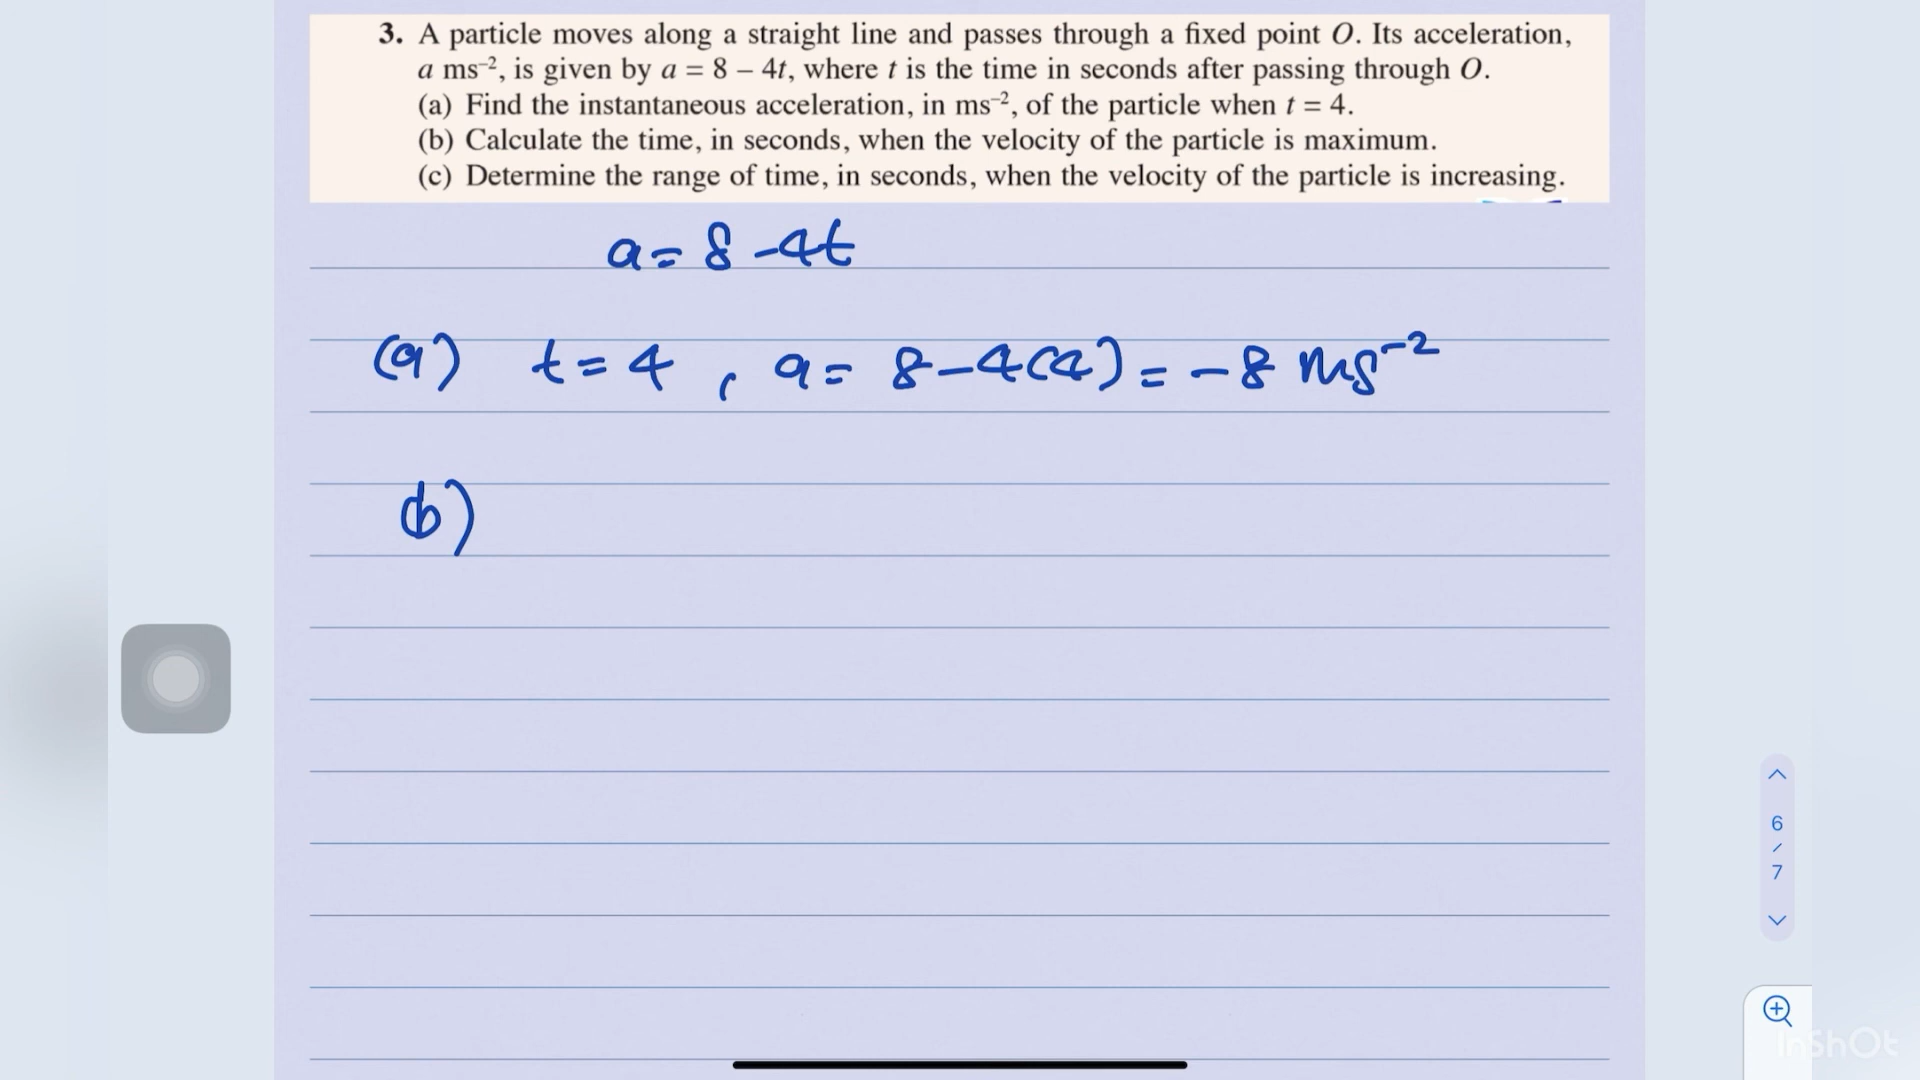 3. A particle moves along a straight line and passes through a fixed point O. Its acceleration,
a ms⁻², is given by a = 8 – 4t, where t is the time in seconds after passing through O.
(a) Find the instantaneous acceleration, in ms⁻², of the particle when t = 4.
(b) Calculate the time, in seconds, when the velocity of the particle is maximum.
(c) Determine the range of time, in seconds, when the velocity of the particle is increasing.
a = 8 - 4t
(a) t = 4 , a = 8 - 4(4) = -8 ms⁻²
(b)
6
/
7
InShOt